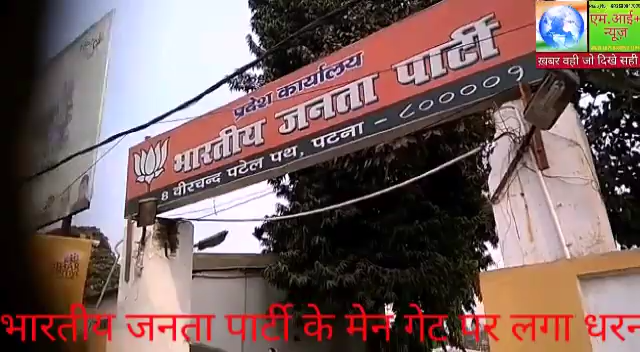 एम.आई+
न्यूज़
ख़बर वही जो दिखे सही
प्रदेश कार्यालय
भारतीय जनता पार्टी
8 वीरचन्द पटेल पथ, पटना - ८००००१
भारतीय जनता पार्टी के मेन गेट पर लगा धरन